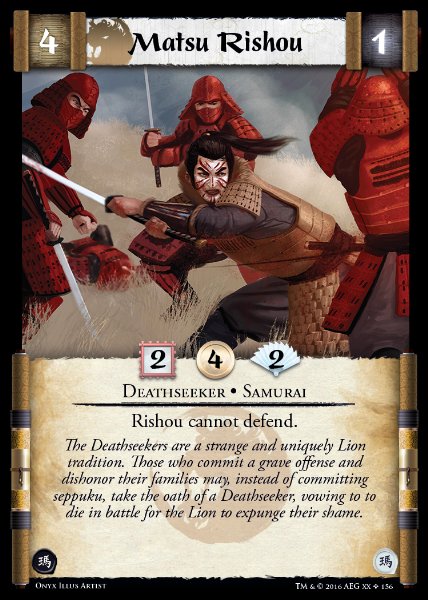 4
Matsu Rishou
1
2
4
2
Deathseeker • Samurai
Rishou cannot defend.
The Deathseekers are a strange and uniquely Lion
tradition. Those who commit a grave offense and
dishonor their families may, instead of committing
seppuku, take the oath of a Deathseeker, vowing to to
die in battle for the Lion to expunge their shame.
瑪
瑪
Onyx Illus Artist
TM & © 2016 AEG XX ❖ 156